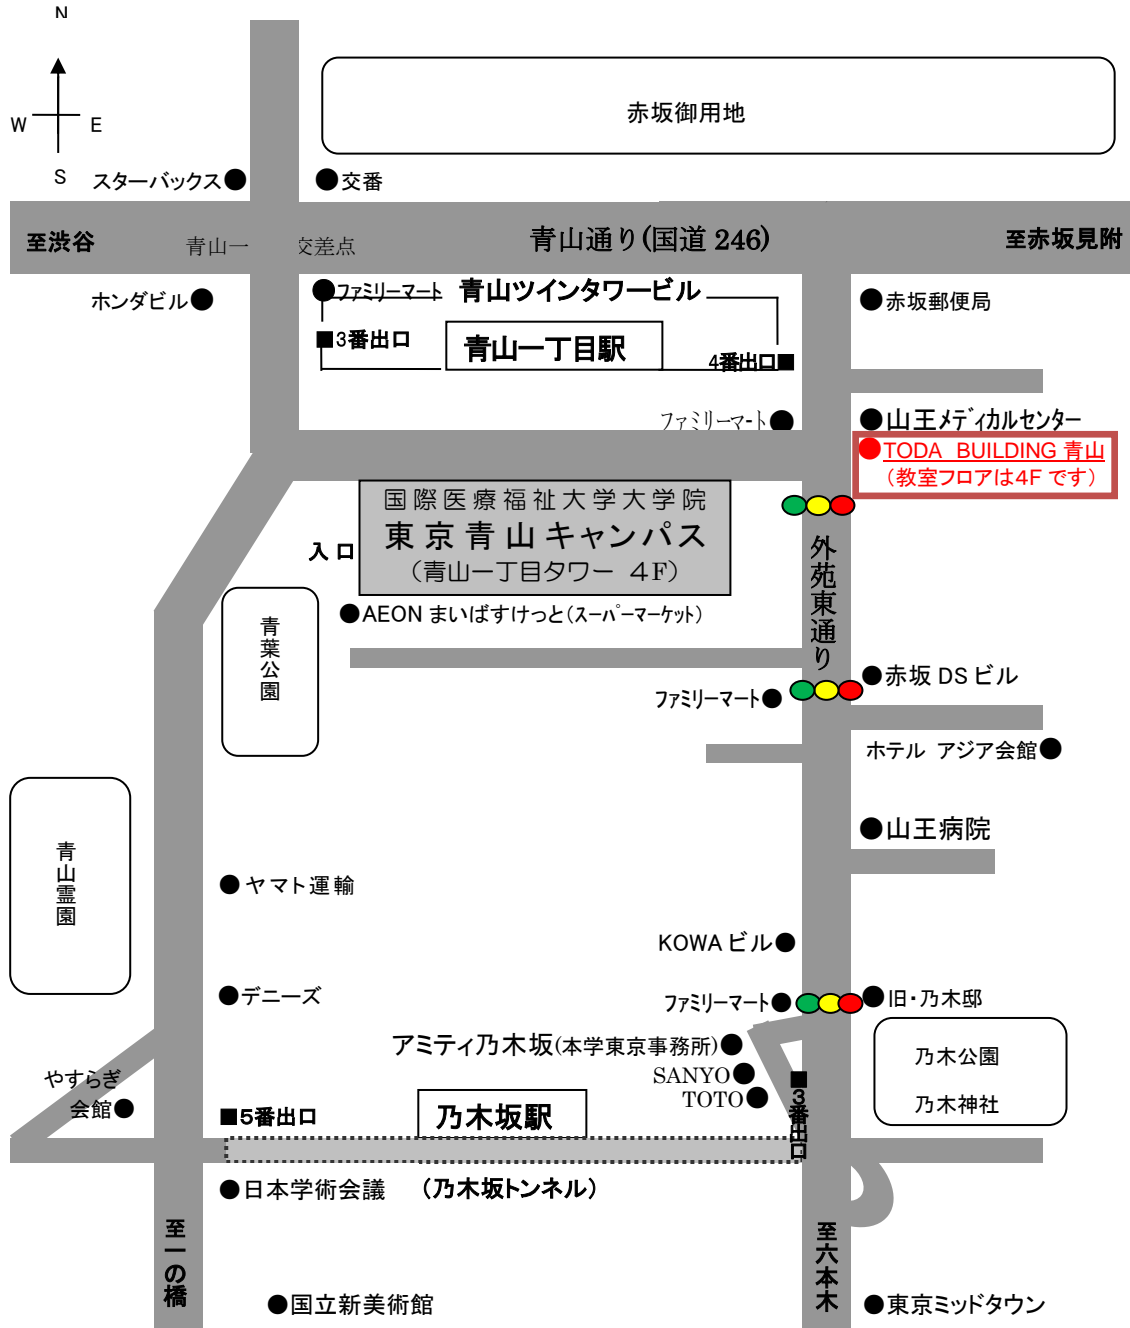 N
W
E
S
赤坂御用地
スターバックス
交番
至渋谷
青山一
交差点
青山通り(国道 246)
至赤坂見附
ホンダビル
ファミリーマート
青山ツインタワービル
赤坂郵便局
■3番出口
青山一丁目駅
4番出口■
ファミリーマート
山王メディカルセンター
TODA BUILDING 青山
(教室フロアは4F です)
国際医療福祉大学大学院
東京青山キャンパス
(青山一丁目タワー 4F)
入口
外苑東通り
AEON まいばすけっと(スーパーマーケット)
青葉公園
赤坂 DS ビル
ファミリーマート
ホテル アジア会館
山王病院
青山霊園
ヤマト運輸
KOWA ビル
デニーズ
ファミリーマート
旧・乃木邸
アミティ乃木坂(本学東京事務所)
乃木公園
SANYO
やすらぎ
会館
TOTO
■3番出口
乃木神社
■5番出口
乃木坂駅
日本学術会議
(乃木坂トンネル)
至一の橋
至六本木
国立新美術館
東京ミッドタウン